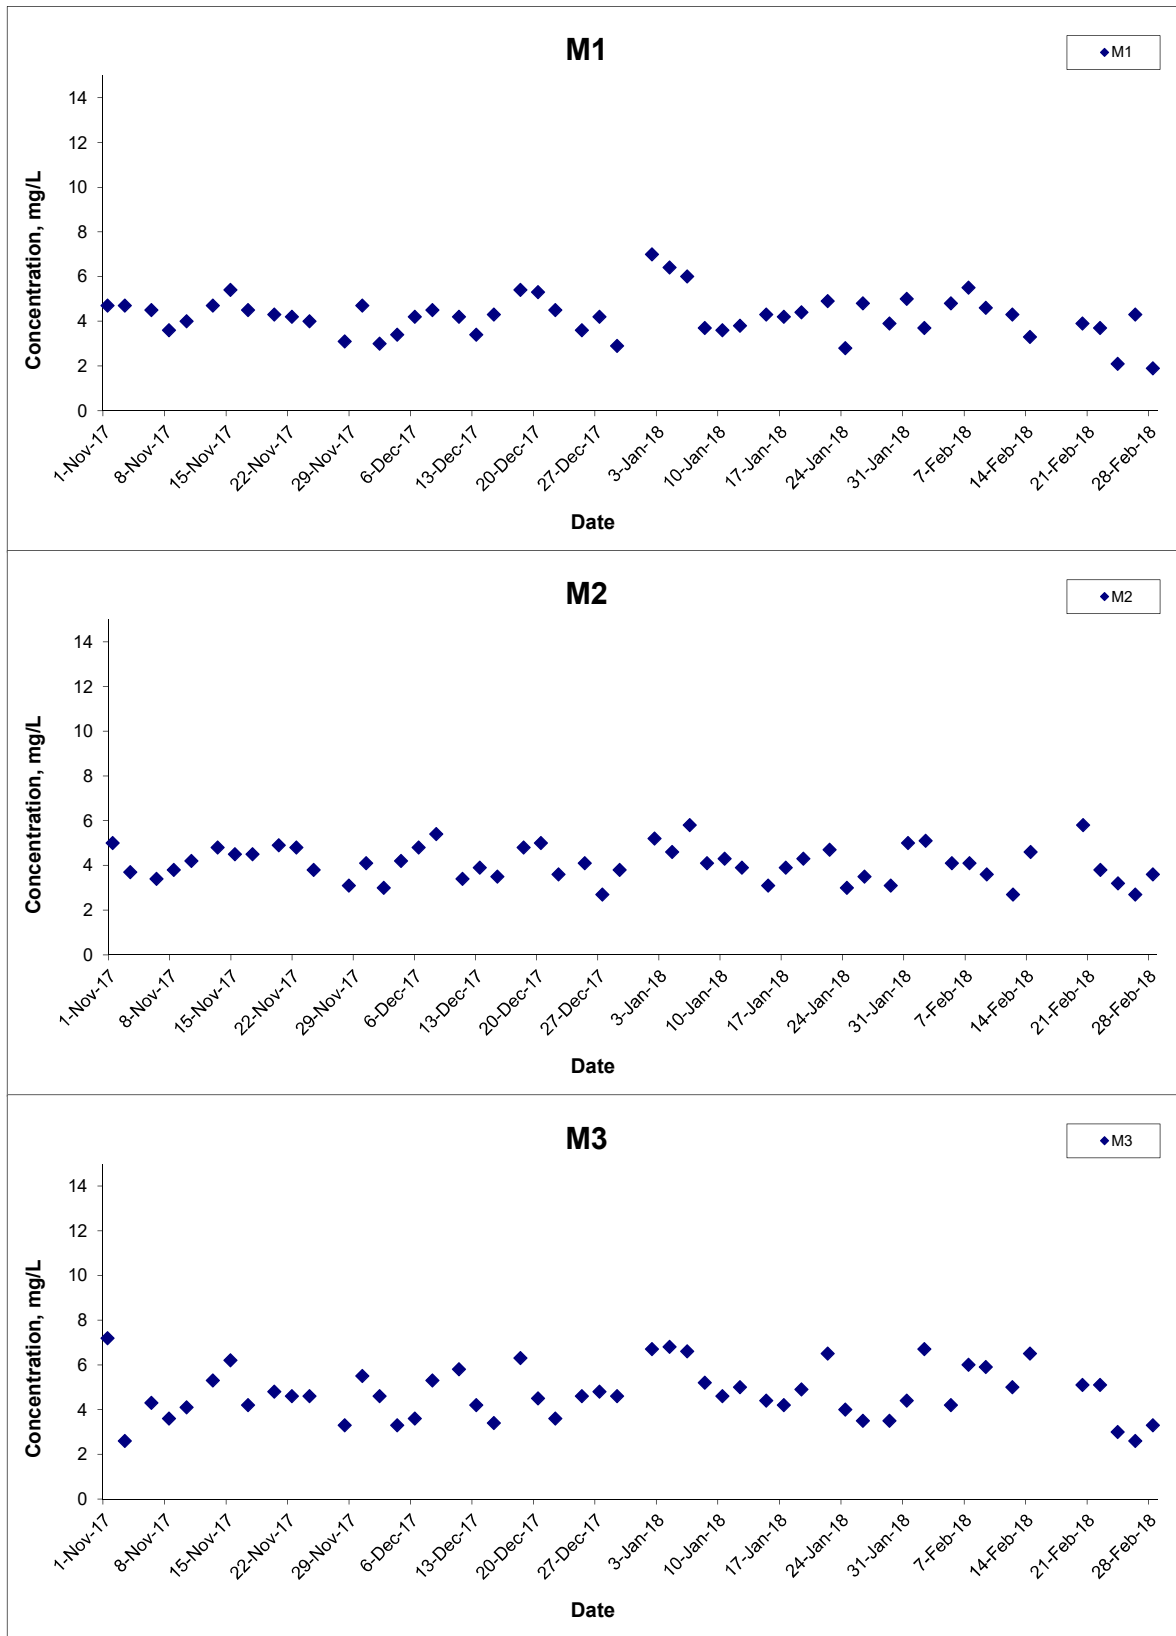 M1
M1
Concentration, mg/L
14
12
10
8
6
4
2
0
1-Nov-17
8-Nov-17
15-Nov-17
22-Nov-17
29-Nov-17
6-Dec-17
13-Dec-17
20-Dec-17
27-Dec-17
3-Jan-18
10-Jan-18
17-Jan-18
24-Jan-18
31-Jan-18
7-Feb-18
14-Feb-18
21-Feb-18
28-Feb-18
Date
M2
M2
Concentration, mg/L
14
12
10
8
6
4
2
0
1-Nov-17
8-Nov-17
15-Nov-17
22-Nov-17
29-Nov-17
6-Dec-17
13-Dec-17
20-Dec-17
27-Dec-17
3-Jan-18
10-Jan-18
17-Jan-18
24-Jan-18
31-Jan-18
7-Feb-18
14-Feb-18
21-Feb-18
28-Feb-18
Date
M3
M3
Concentration, mg/L
14
12
10
8
6
4
2
0
1-Nov-17
8-Nov-17
15-Nov-17
22-Nov-17
29-Nov-17
6-Dec-17
13-Dec-17
20-Dec-17
27-Dec-17
3-Jan-18
10-Jan-18
17-Jan-18
24-Jan-18
31-Jan-18
7-Feb-18
14-Feb-18
21-Feb-18
28-Feb-18
Date